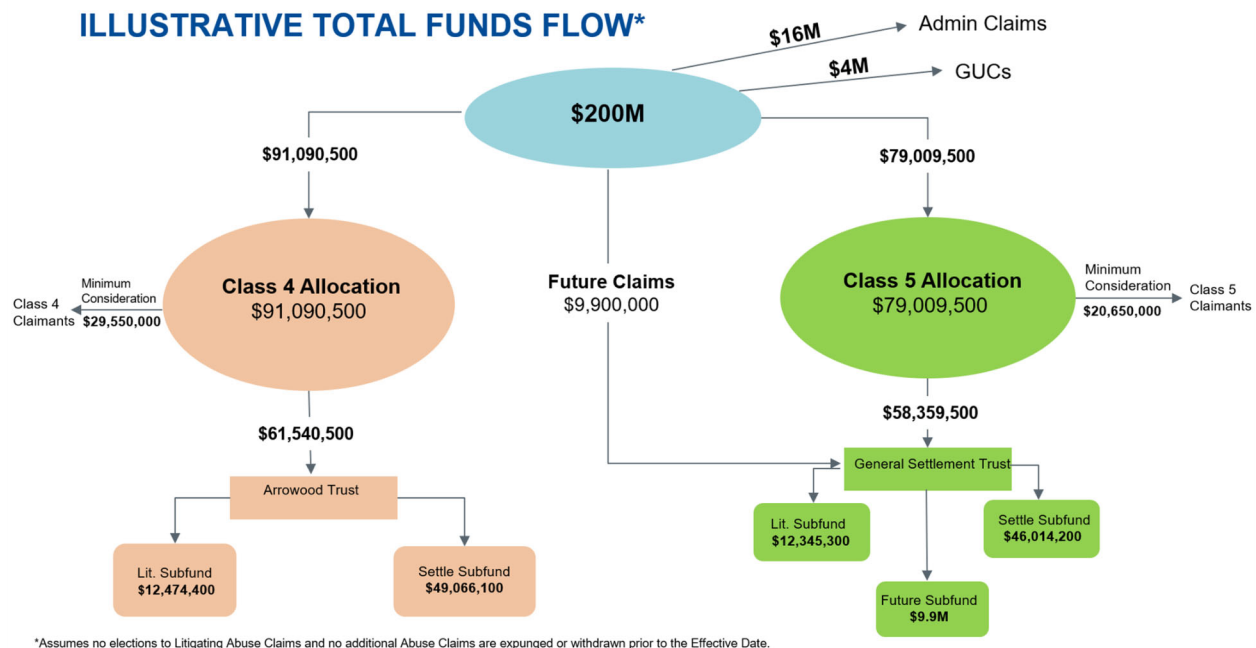 ILLUSTRATIVE TOTAL FUNDS FLOW*
$16M
Admin Claims
$4M
GUCs
$200M
$91,090,500
$79,009,500
Class 4 Allocation
$91,090,500
Minimum
Consideration
$29,550,000
Class 4
Claimants
Future Claims
$9,900,000
Class 5 Allocation
$79,009,500
Minimum
Consideration
$20,650,000
Class 5
Claimants
$61,540,500
$58,359,500
Arrowood Trust
General Settlement Trust
Lit. Subfund
$12,474,400
Settle Subfund
$49,066,100
Lit. Subfund
$12,345,300
Settle Subfund
$46,014,200
Future Subfund
$9.9M
*Assumes no elections to Litigating Abuse Claims and no additional Abuse Claims are expunged or withdrawn prior to the Effective Date.